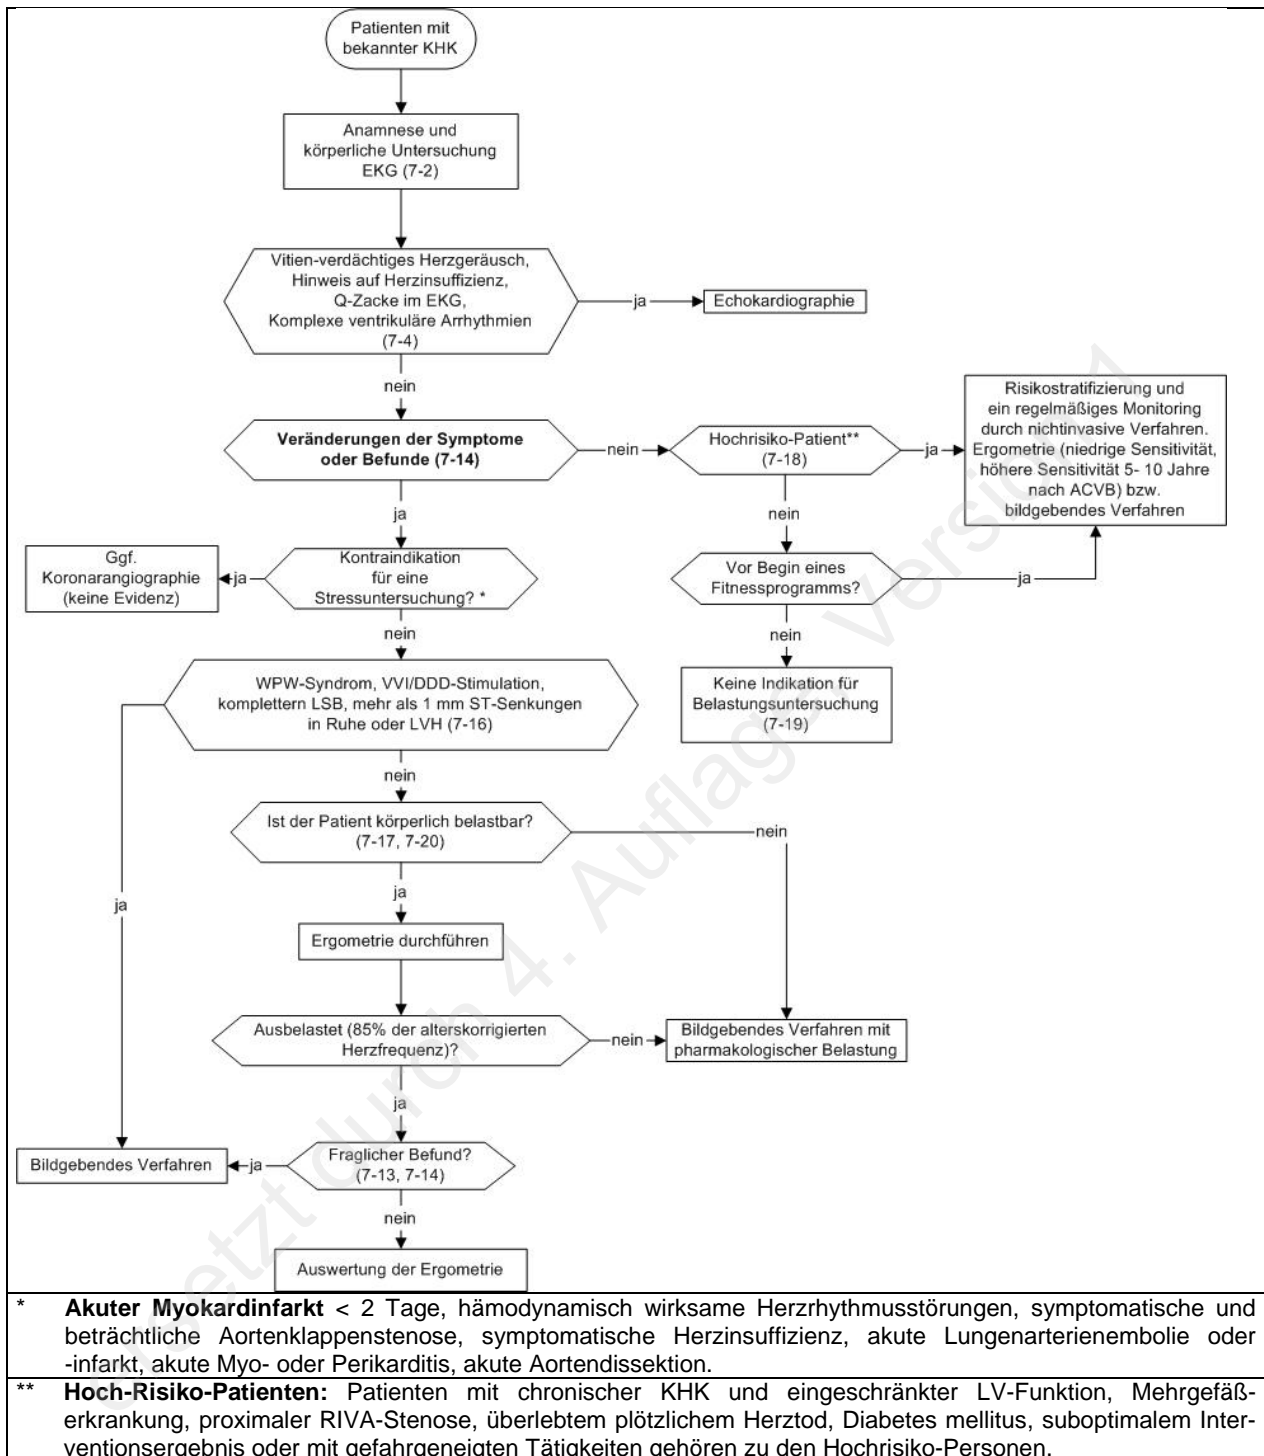 Patienten mit
bekannter KHK
Anamnese und
körperliche Untersuchung
EKG (7-2)
Vitien-verdächtiges Herzgeräusch,
Hinweis auf Herzinsuffizienz,
Q-Zacke im EKG,
Komplexe ventrikuläre Arrhythmien
(7-4)
ja
Echokardiographie
nein
Veränderungen der Symptome
oder Befunde (7-14)
nein
Hochrisiko-Patient**
(7-18)
ja
Risikostratifizierung und
ein regelmäßiges Monitoring
durch nichtinvasive Verfahren.
Ergometrie (niedrige Sensitivität,
höhere Sensitivität 5- 10 Jahre
nach ACVB) bzw.
bildgebendes Verfahren
ja
nein
Ggf.
Koronarangiographie
(keine Evidenz)
ja
Kontraindikation
für eine
Stressuntersuchung? *
Vor Begin eines
Fitnessprogramms?
ja
nein
nein
WPW-Syndrom, VVI/DDD-Stimulation,
komplettern LSB, mehr als 1 mm ST-Senkungen
in Ruhe oder LVH (7-16)
Keine Indikation für
Belastungsuntersuchung
(7-19)
nein
Ist der Patient körperlich belastbar?
(7-17, 7-20)
nein
ja
ja
Ergometrie durchführen
Ausbelastet (85% der alterskorrigierten
Herzfrequenz)?
nein
Bildgebendes Verfahren mit
pharmakologischer Belastung
ja
Bildgebendes Verfahren
ja
Fraglicher Befund?
(7-13, 7-14)
nein
Auswertung der Ergometrie
* Akuter Myokardinfarkt < 2 Tage, hämodynamisch wirksame Herzrhythmusstörungen, symptomatische und
beträchtliche Aortenklappenstenose, symptomatische Herzinsuffizienz, akute Lungenarterienembolie oder
-infarkt, akute Myo- oder Perikarditis, akute Aortendissektion.
** Hoch-Risiko-Patienten: Patienten mit chronischer KHK und eingeschränkter LV-Funktion, Mehrgefäß-
erkrankung, proximaler RIVA-Stenose, überlebtem plötzlichem Herztod, Diabetes mellitus, suboptimalem Inter-
ventionsergebnis oder mit gefahrgeneigten Tätigkeiten gehören zu den Hochrisiko-Personen.
ersetzt durch 4. Auflage, Version 1